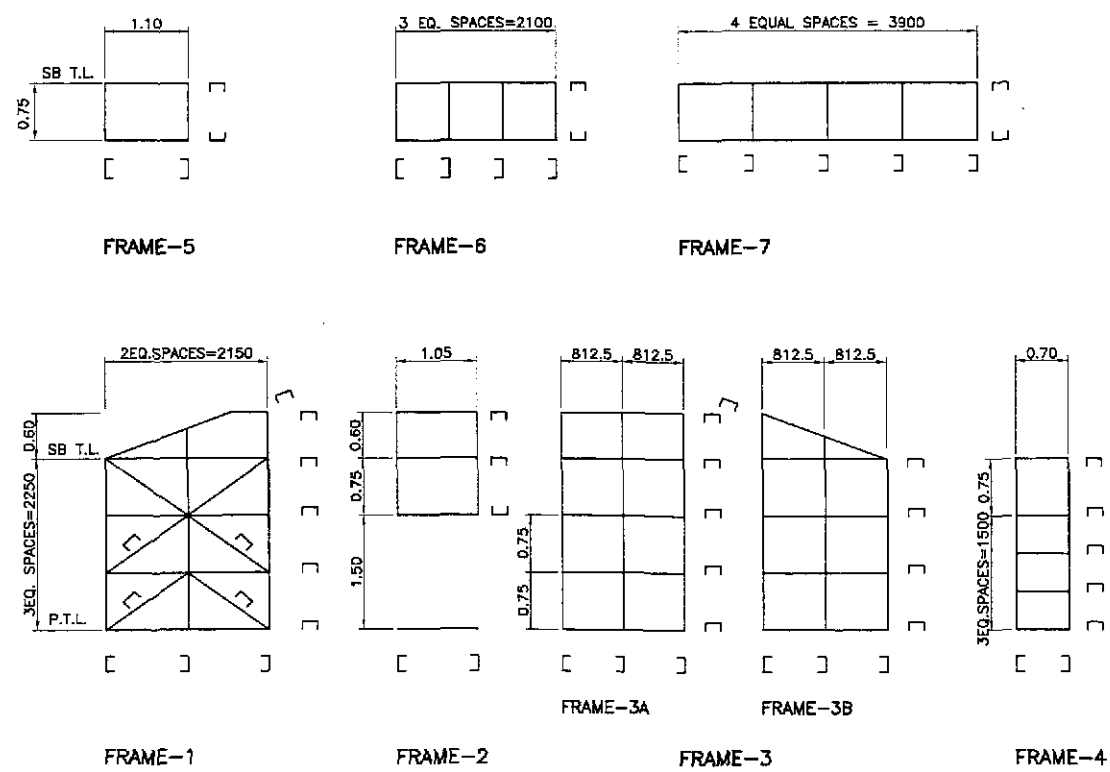 1.10
3 EQ. SPACES=2100
4 EQUAL SPACES = 3900
SB T.L.
0.75
FRAME-5
FRAME-6
FRAME-7
2EQ.SPACES=2150
1.05
812.5
812.5
812.5
812.5
0.70
0.60
SB T.L.
3EQ. SPACES=2250
P.T.L.
0.60
0.75
1.50
0.75
0.75
0.75
3EQ.SPACES=1500
FRAME-3A
FRAME-3B
FRAME-1
FRAME-2
FRAME-3
FRAME-4